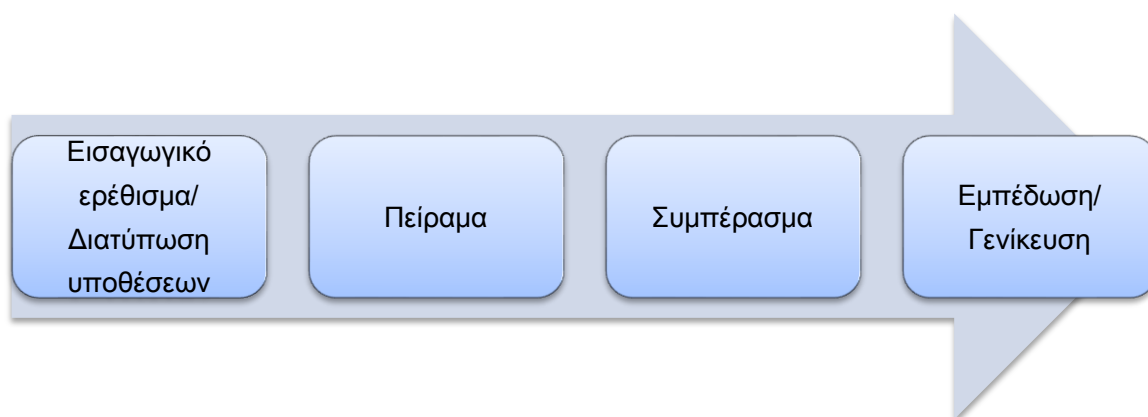 Εισαγωγικό
ερέθισμα/
Διατύπωση
υποθέσεων
Πείραμα
Συμπέρασμα
Εμπέδωση/
Γενίκευση